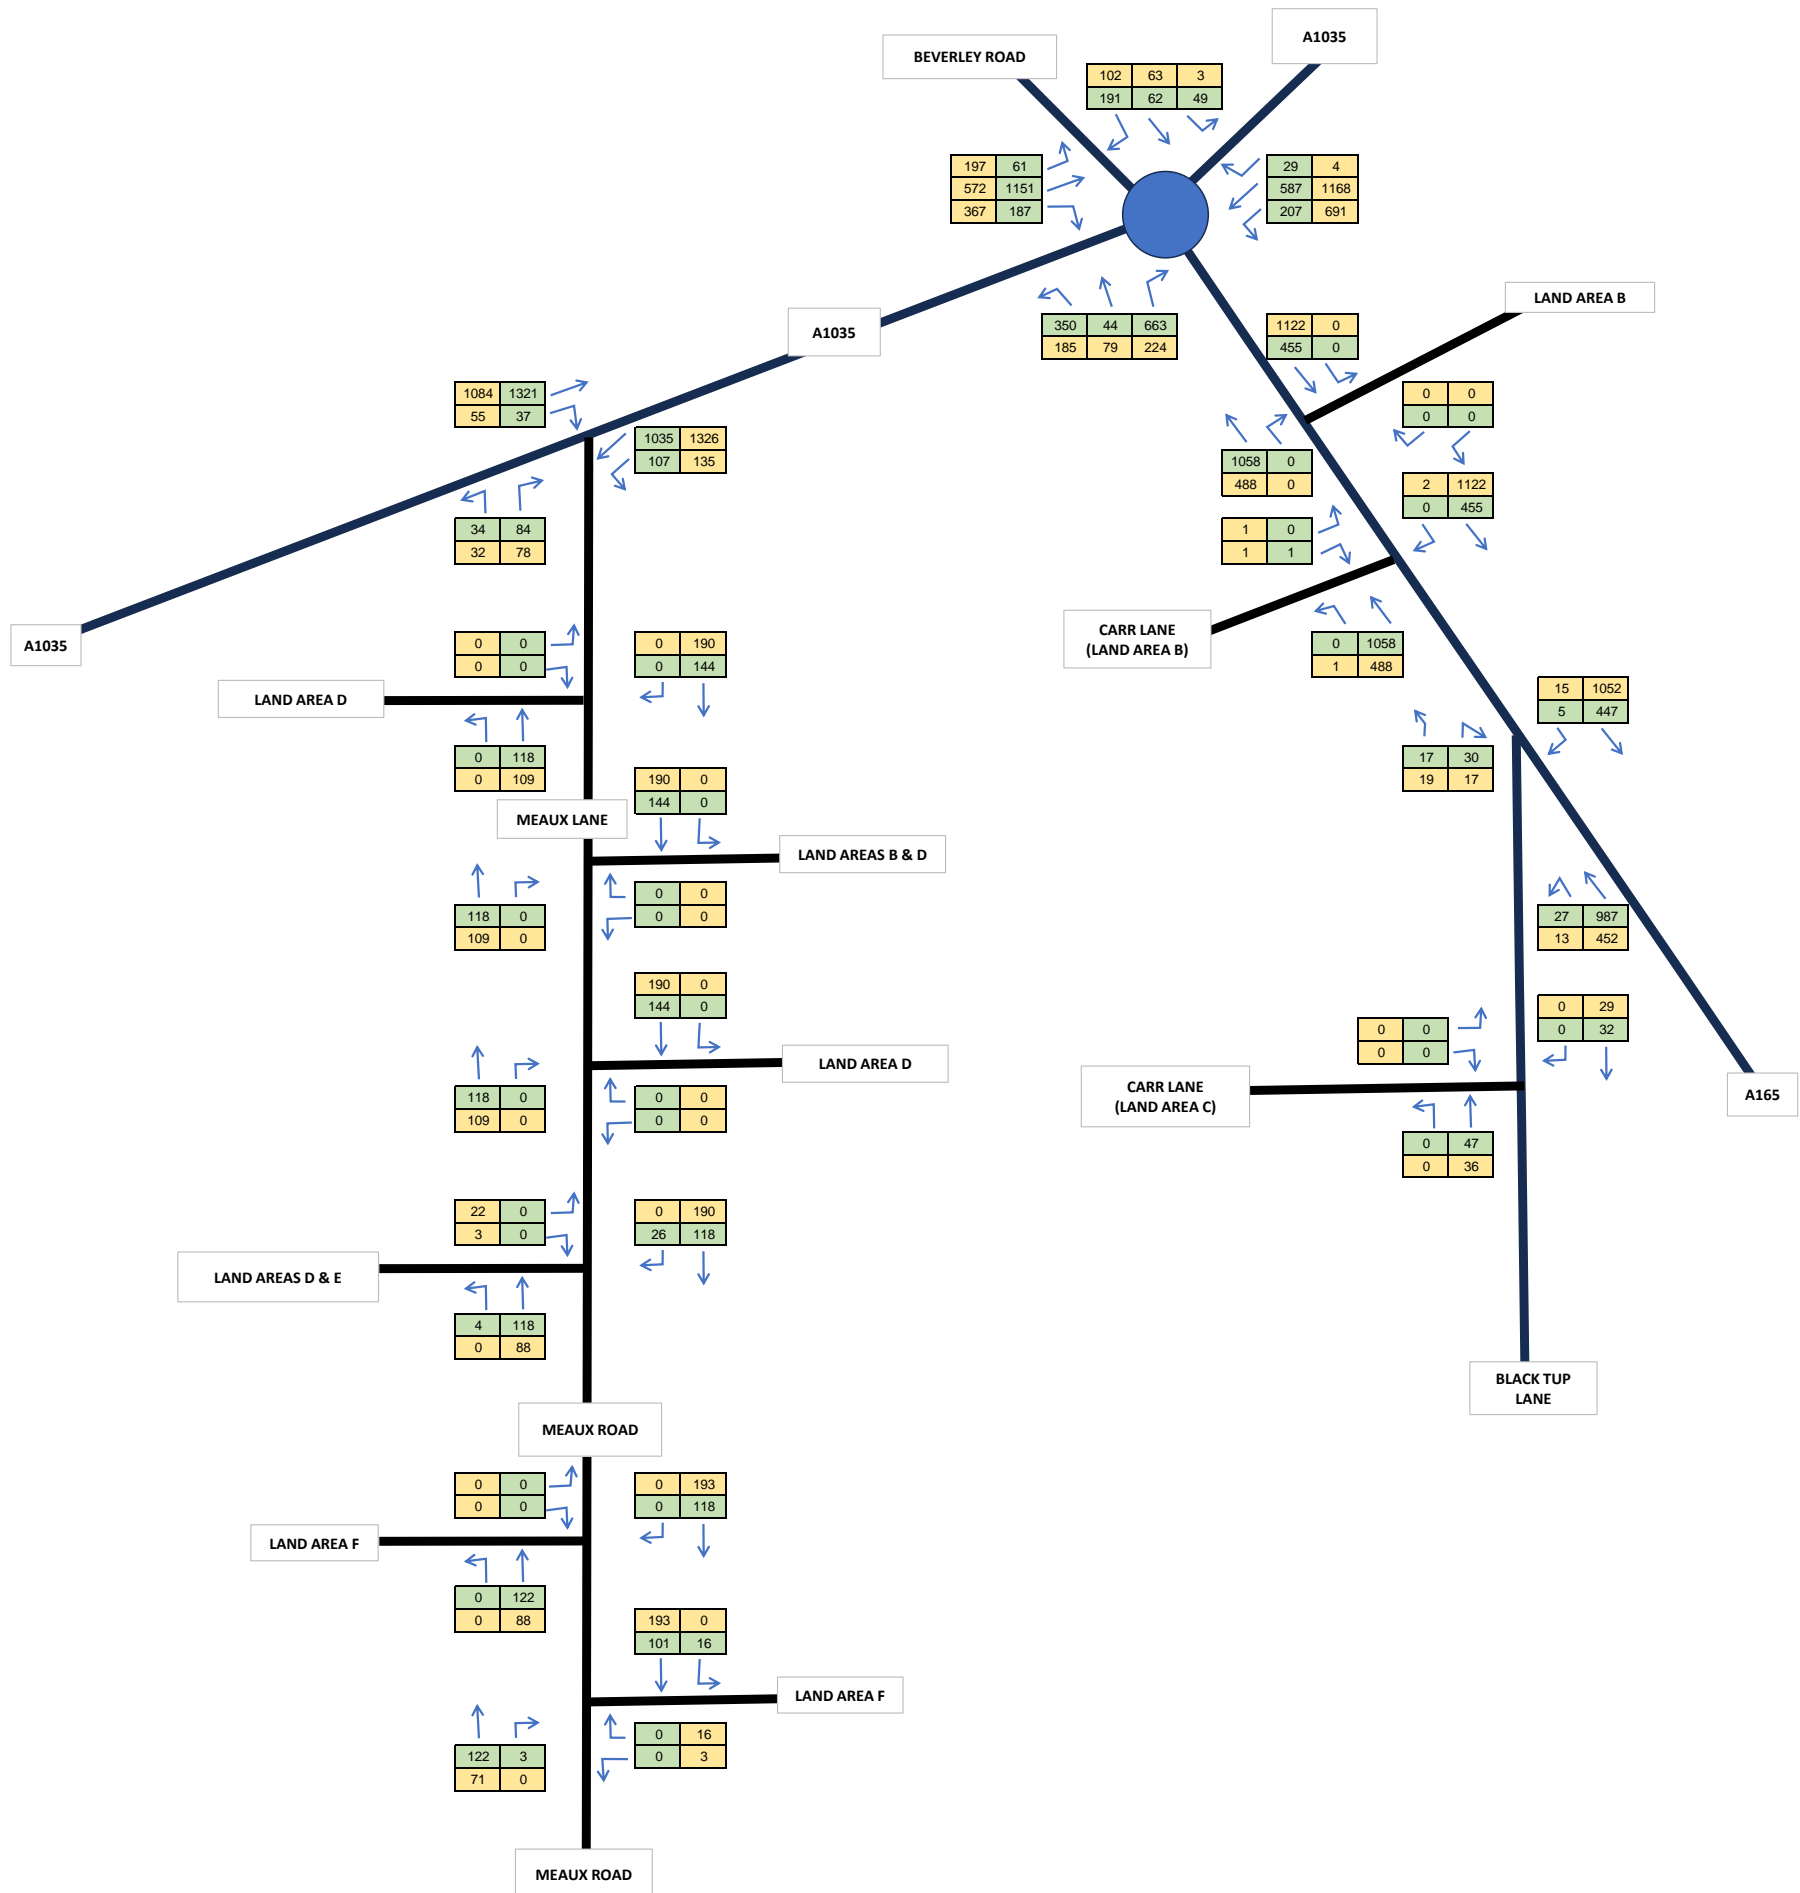 A1035
BEVERLEY ROAD
102 63 3
191 62 49
197 61
572 1151
367 187
29 4
587 1168
207 691
350 44 663
185 79 224
LAND AREA B
1122 0
455 0
A1035
0 0
0 0
1084 1321
55 37
1035 1326
107 135
1058 0
488 0
2 1122
0 455
34 84
32 78
1 0
1 1
A1035
CARR LANE
(LAND AREA B)
0 1058
1 488
0 0
0 0
0 190
0 144
LAND AREA D
15 1052
5 447
0 118
0 109
17 30
19 17
190 0
144 0
MEAUX LANE
LAND AREAS B & D
118 0
109 0
0 0
0 0
27 987
13 452
190 0
144 0
0 29
0 32
0 0
0 0
LAND AREA D
118 0
109 0
0 0
0 0
CARR LANE
(LAND AREA C)
A165
0 47
0 36
22 0
3 0
0 190
26 118
LAND AREAS D & E
4 118
0 88
BLACK TUP
LANE
MEAUX ROAD
0 0
0 0
0 193
0 118
LAND AREA F
0 122
0 88
193 0
101 16
LAND AREA F
122 3
71 0
0 16
0 3
MEAUX ROAD